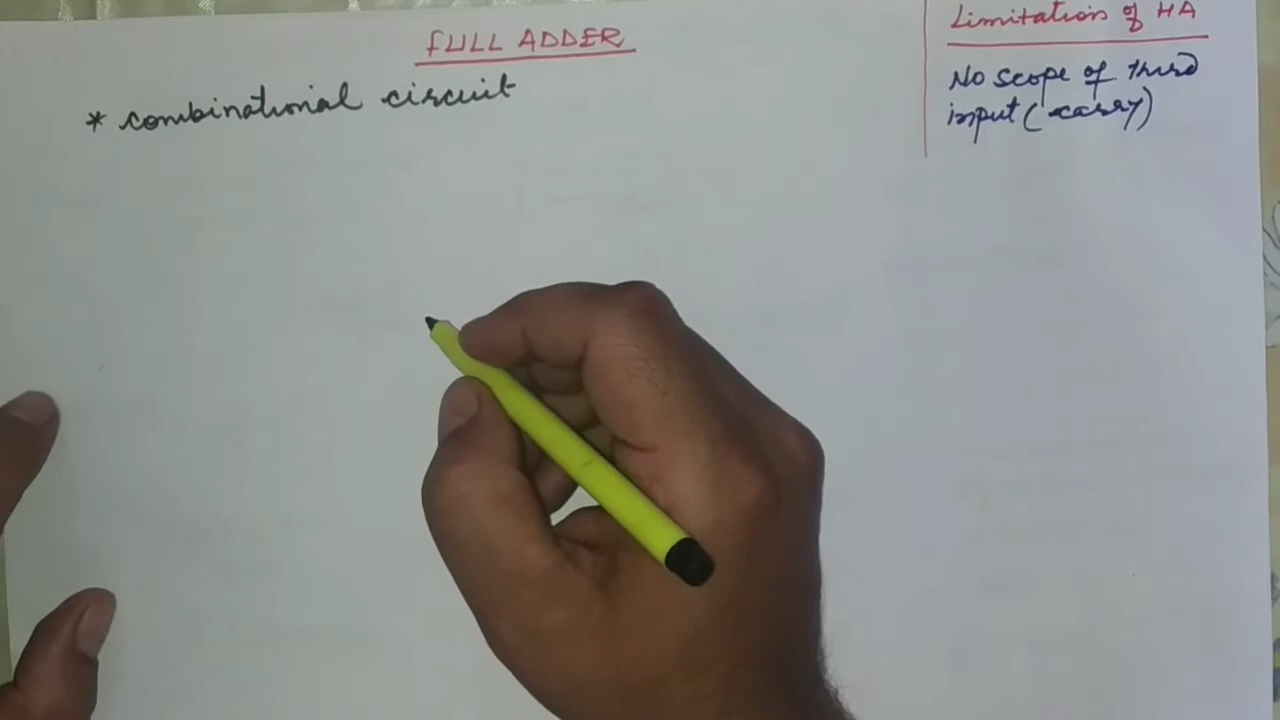 FULL ADDER
* combinational circuit
Limitation of HA
No scope of third
input (carry)